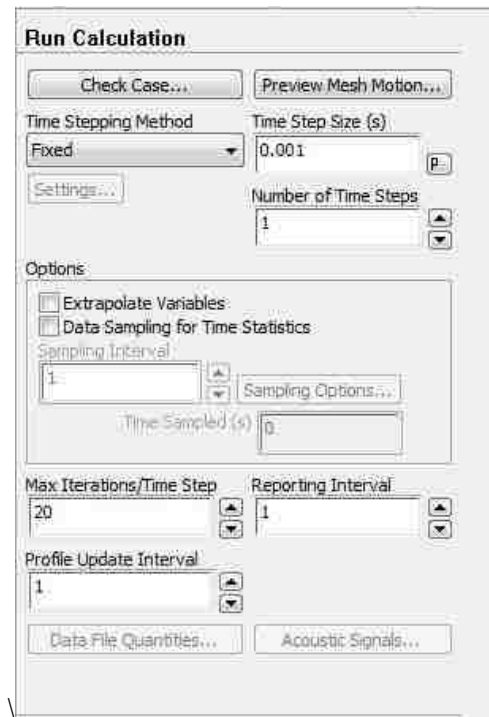 Run Calculation
Check Case... Preview Mesh Motion...
Time Stepping Method Time Step Size (s)
Fixed 0.001 P...
Settings... Number of Time Steps
1
Options
Extrapolate Variables
Data Sampling for Time Statistics
Sampling Interval
1 Sampling Options...
Time Sampled (s) 0
Max Iterations/Time Step Reporting Interval
20 1
Profile Update Interval
1
Data File Quantities... Acoustic Signals...
\